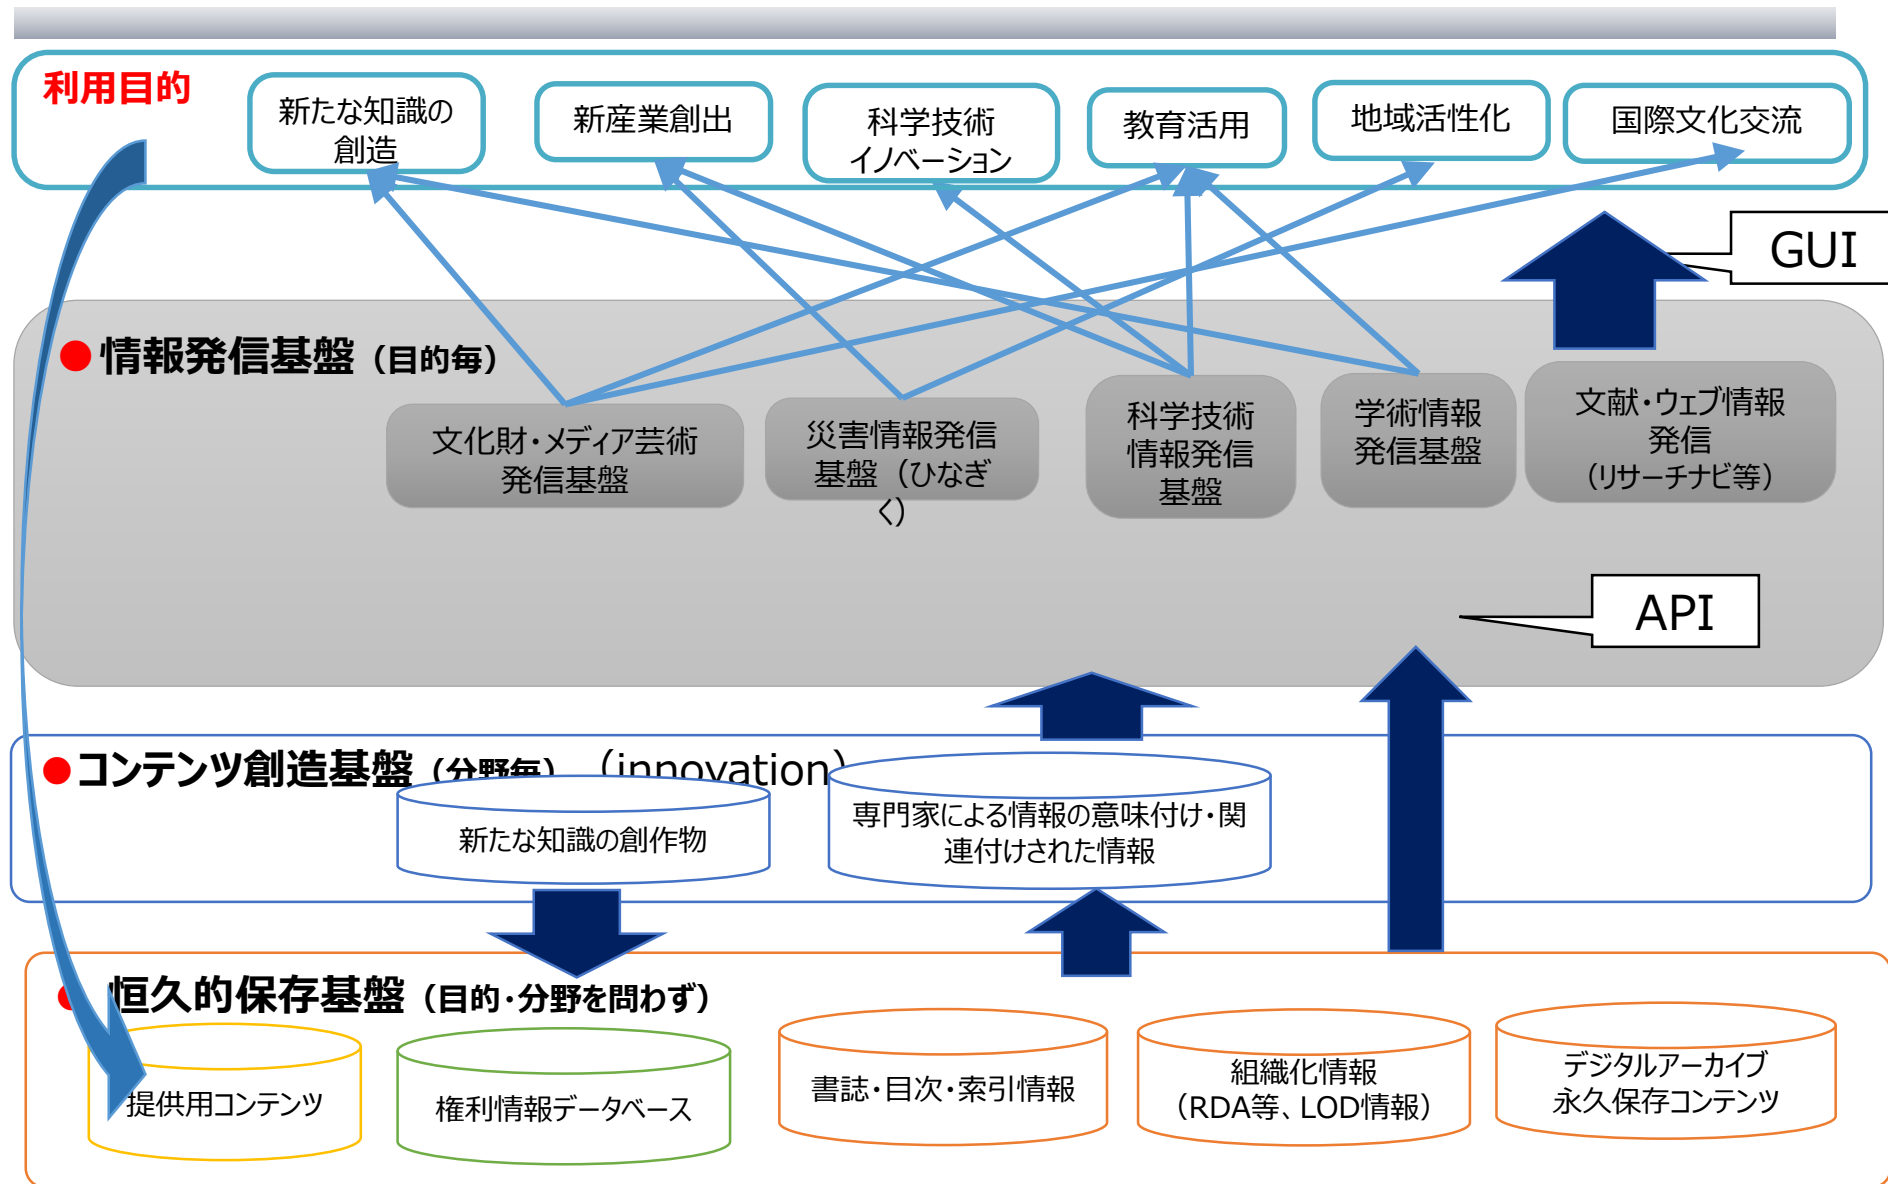 利用目的
新たな知識の
創造
新産業創出
科学技術
イノベーション
教育活用
地域活性化
国際文化交流
GUI
●情報発信基盤（目的毎）
文化財・メディア芸術
発信基盤
災害情報発信
基盤（ひなぎ
く）
科学技術
情報発信
基盤
学術情報
発信基盤
文献・ウェブ情報
発信
（リサーチナビ等）
API
●コンテンツ創造基盤（分野毎）（innovation）
新たな知識の創作物
専門家による情報の意味付け・関
連付けされた情報
●恒久的保存基盤（目的・分野を問わず）
提供用コンテンツ
権利情報データベース
書誌・目次・索引情報
組織化情報
（RDA等、LOD情報）
デジタルアーカイブ
永久保存コンテンツ